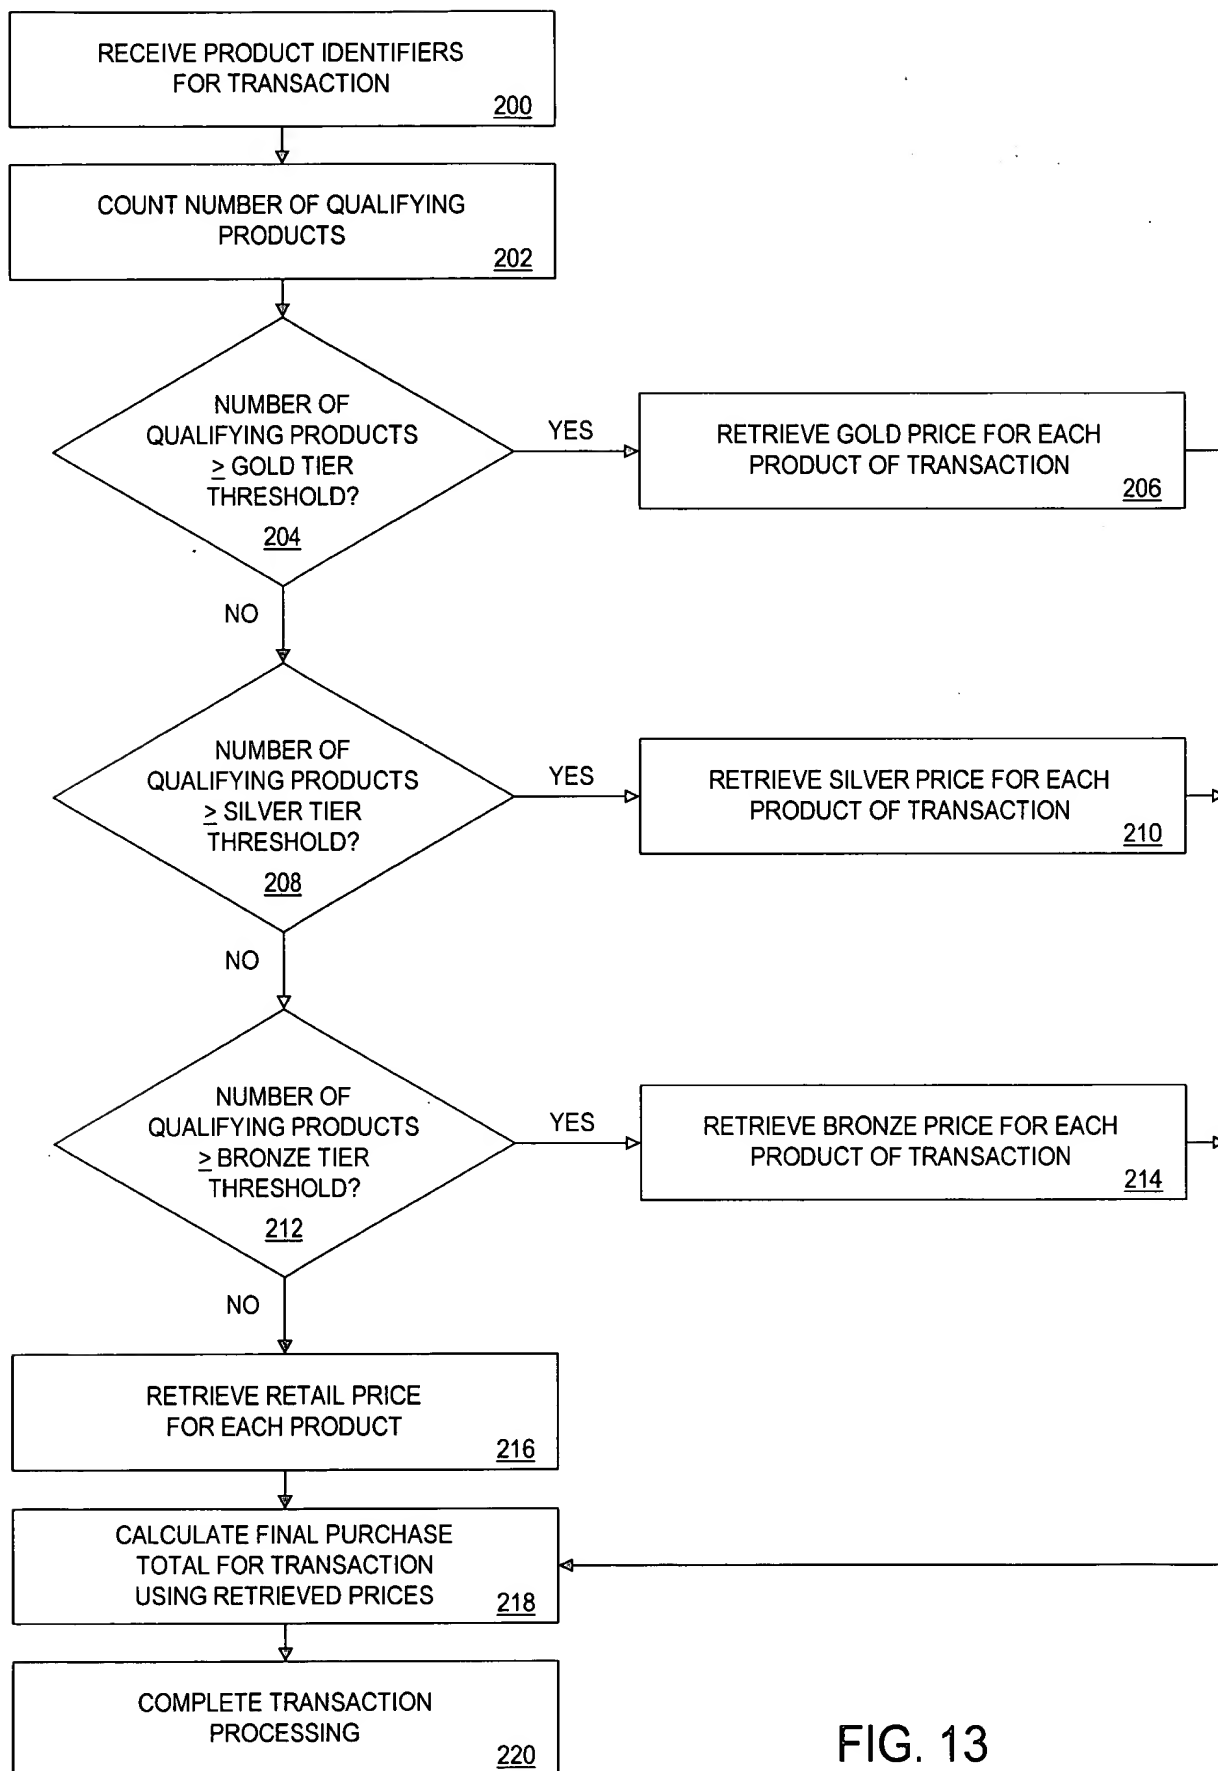 RECEIVE PRODUCT IDENTIFIERS
FOR TRANSACTION
200
COUNT NUMBER OF QUALIFYING
PRODUCTS
202
NUMBER OF
QUALIFYING PRODUCTS
≥ GOLD TIER
THRESHOLD?
204
YES
RETRIEVE GOLD PRICE FOR EACH
PRODUCT OF TRANSACTION
206
NO
NUMBER OF
QUALIFYING PRODUCTS
≥ SILVER TIER
THRESHOLD?
208
YES
RETRIEVE SILVER PRICE FOR EACH
PRODUCT OF TRANSACTION
210
NO
NUMBER OF
QUALIFYING PRODUCTS
≥ BRONZE TIER
THRESHOLD?
212
YES
RETRIEVE BRONZE PRICE FOR EACH
PRODUCT OF TRANSACTION
214
NO
RETRIEVE RETAIL PRICE
FOR EACH PRODUCT
216
CALCULATE FINAL PURCHASE
TOTAL FOR TRANSACTION
USING RETRIEVED PRICES
218
COMPLETE TRANSACTION
PROCESSING
220
FIG. 13